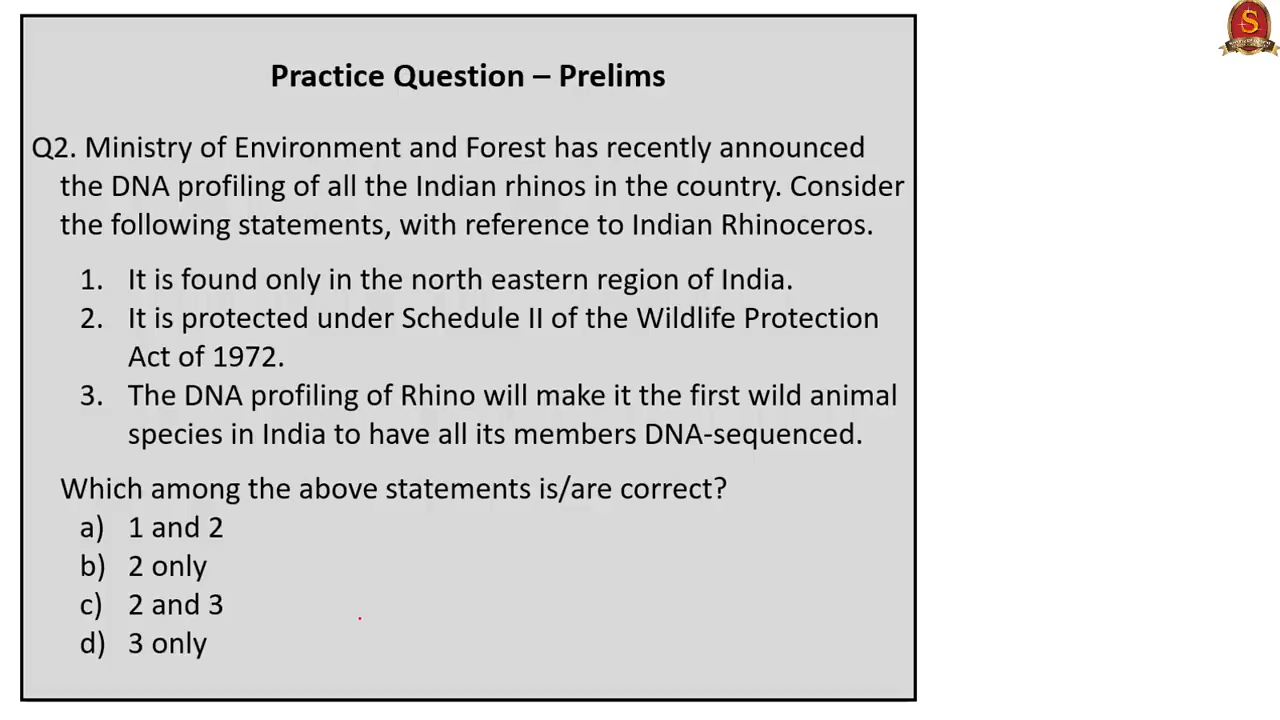 Practice Question – Prelims
Q2. Ministry of Environment and Forest has recently announced
the DNA profiling of all the Indian rhinos in the country. Consider
the following statements, with reference to Indian Rhinoceros.
1. It is found only in the north eastern region of India.
2. It is protected under Schedule II of the Wildlife Protection
Act of 1972.
3. The DNA profiling of Rhino will make it the first wild animal
species in India to have all its members DNA-sequenced.
Which among the above statements is/are correct?
a) 1 and 2
b) 2 only
c) 2 and 3
d) 3 only
S